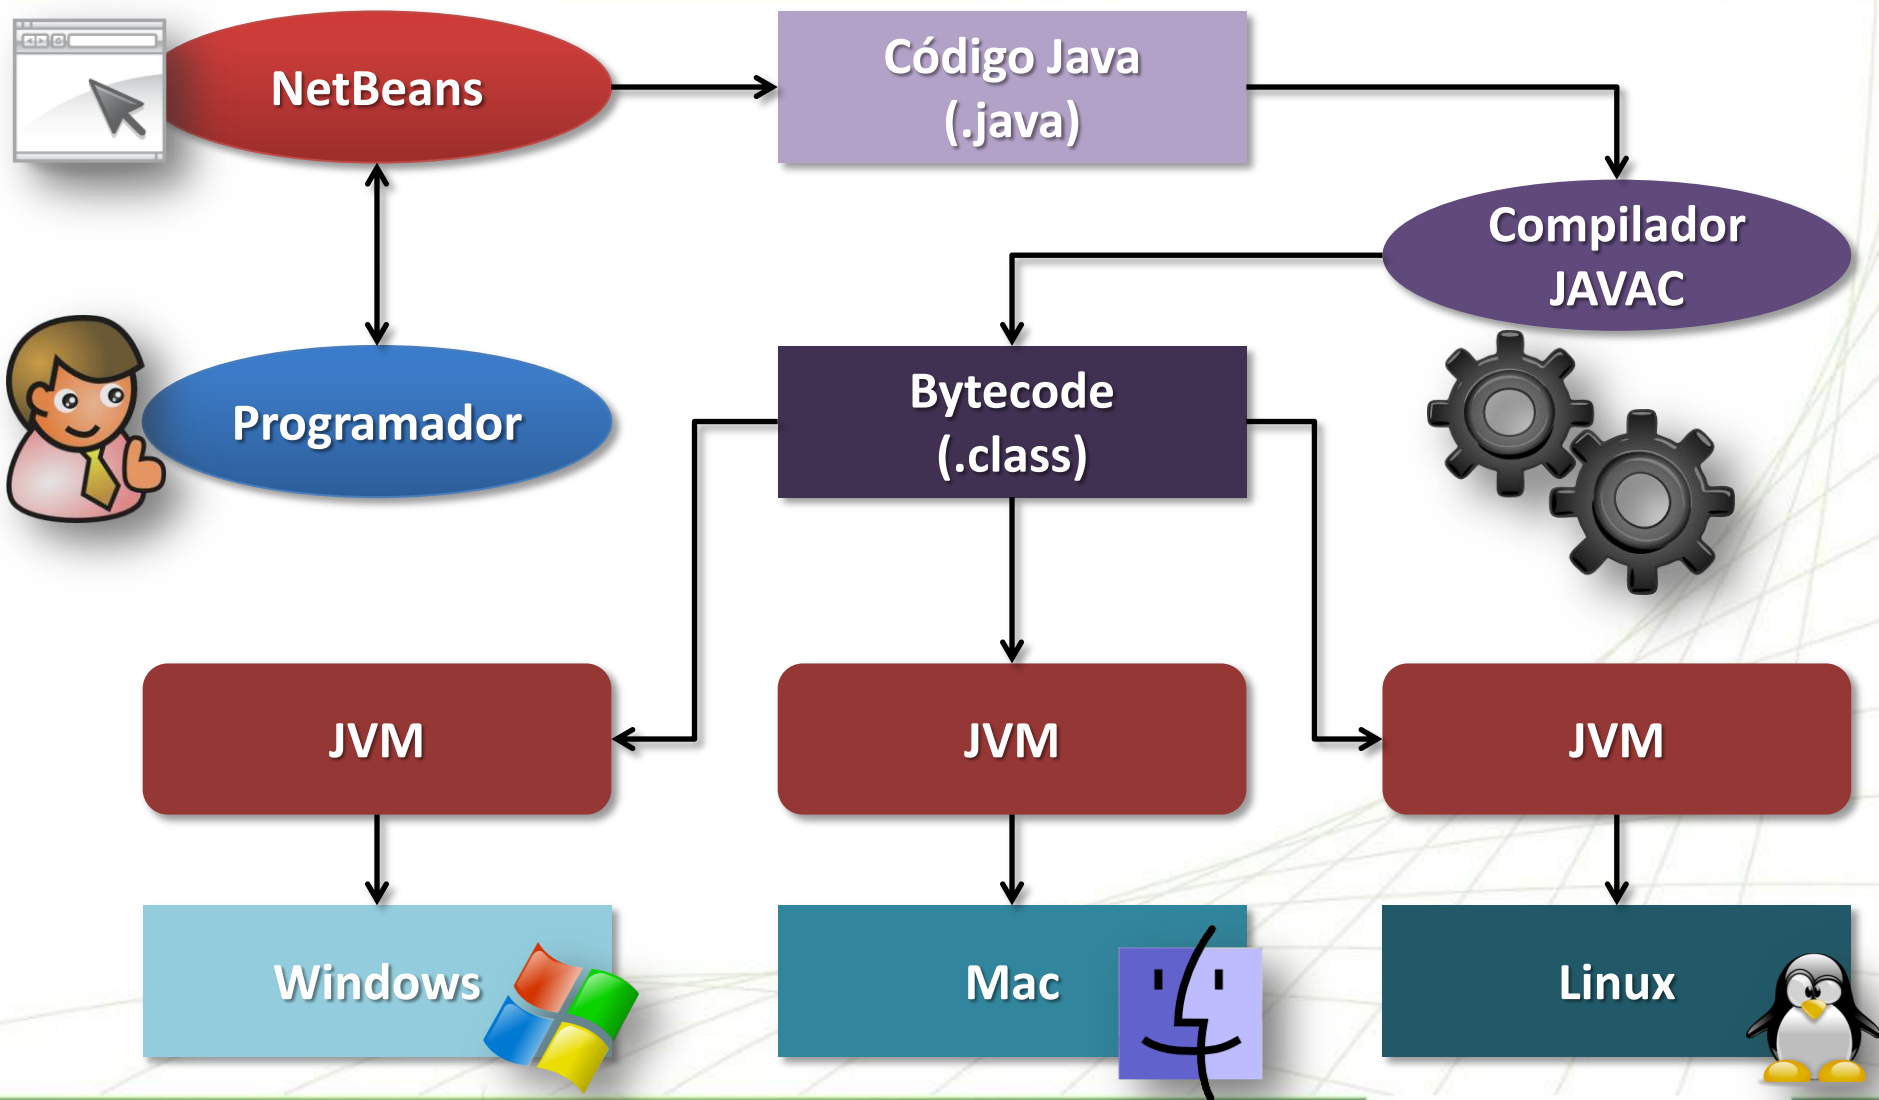 NetBeans
Código Java
(.java)
Compilador
JAVAC
Programador
Bytecode
(.class)
JVM
JVM
JVM
Windows
Mac
Linux